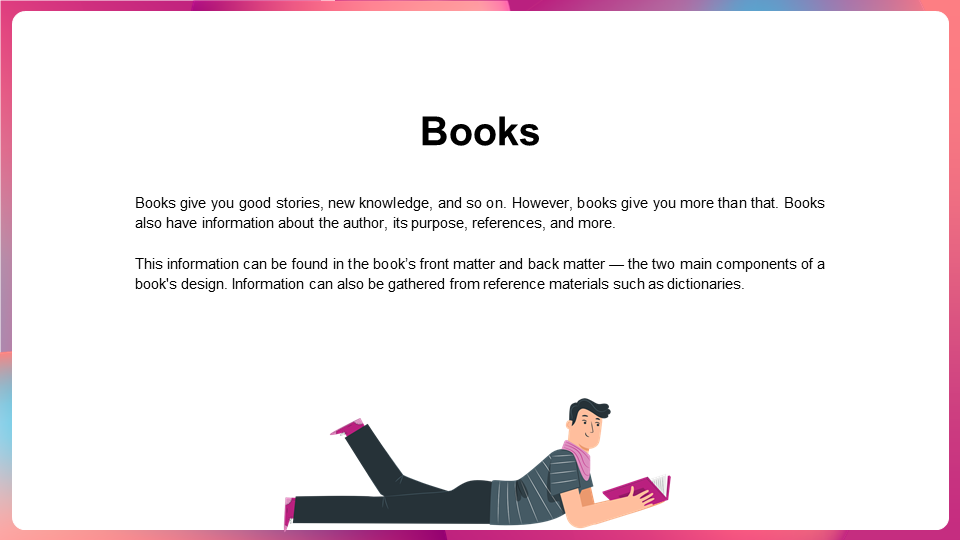 Books
Books give you good stories, new knowledge, and so on. However, books give you more than that. Books
also have information about the author, its purpose, references, and more.
This information can be found in the book’s front matter and back matter — the two main components of a
book's design. Information can also be gathered from reference materials such as dictionaries.